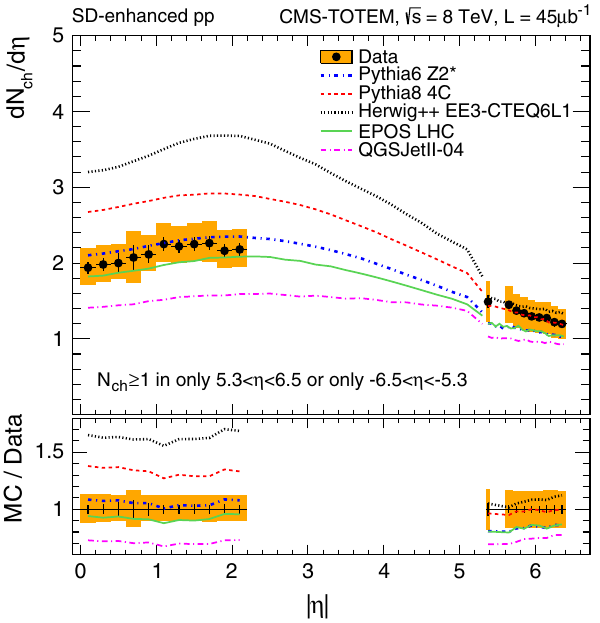 SD-enhanced pp CMS-TOTEM, √s = 8 TeV, L = 45μb⁻¹
dN_ch/dη
5
4
3
2
1
Data
Pythia6 Z2*
Pythia8 4C
Herwig++ EE3-CTEQ6L1
EPOS LHC
QGSJetII-04
N_ch≥1 in only 5.3<η<6.5 or only -6.5<η<-5.3
MC / Data
1.5
1
0 1 2 3 4 5 6
|η|